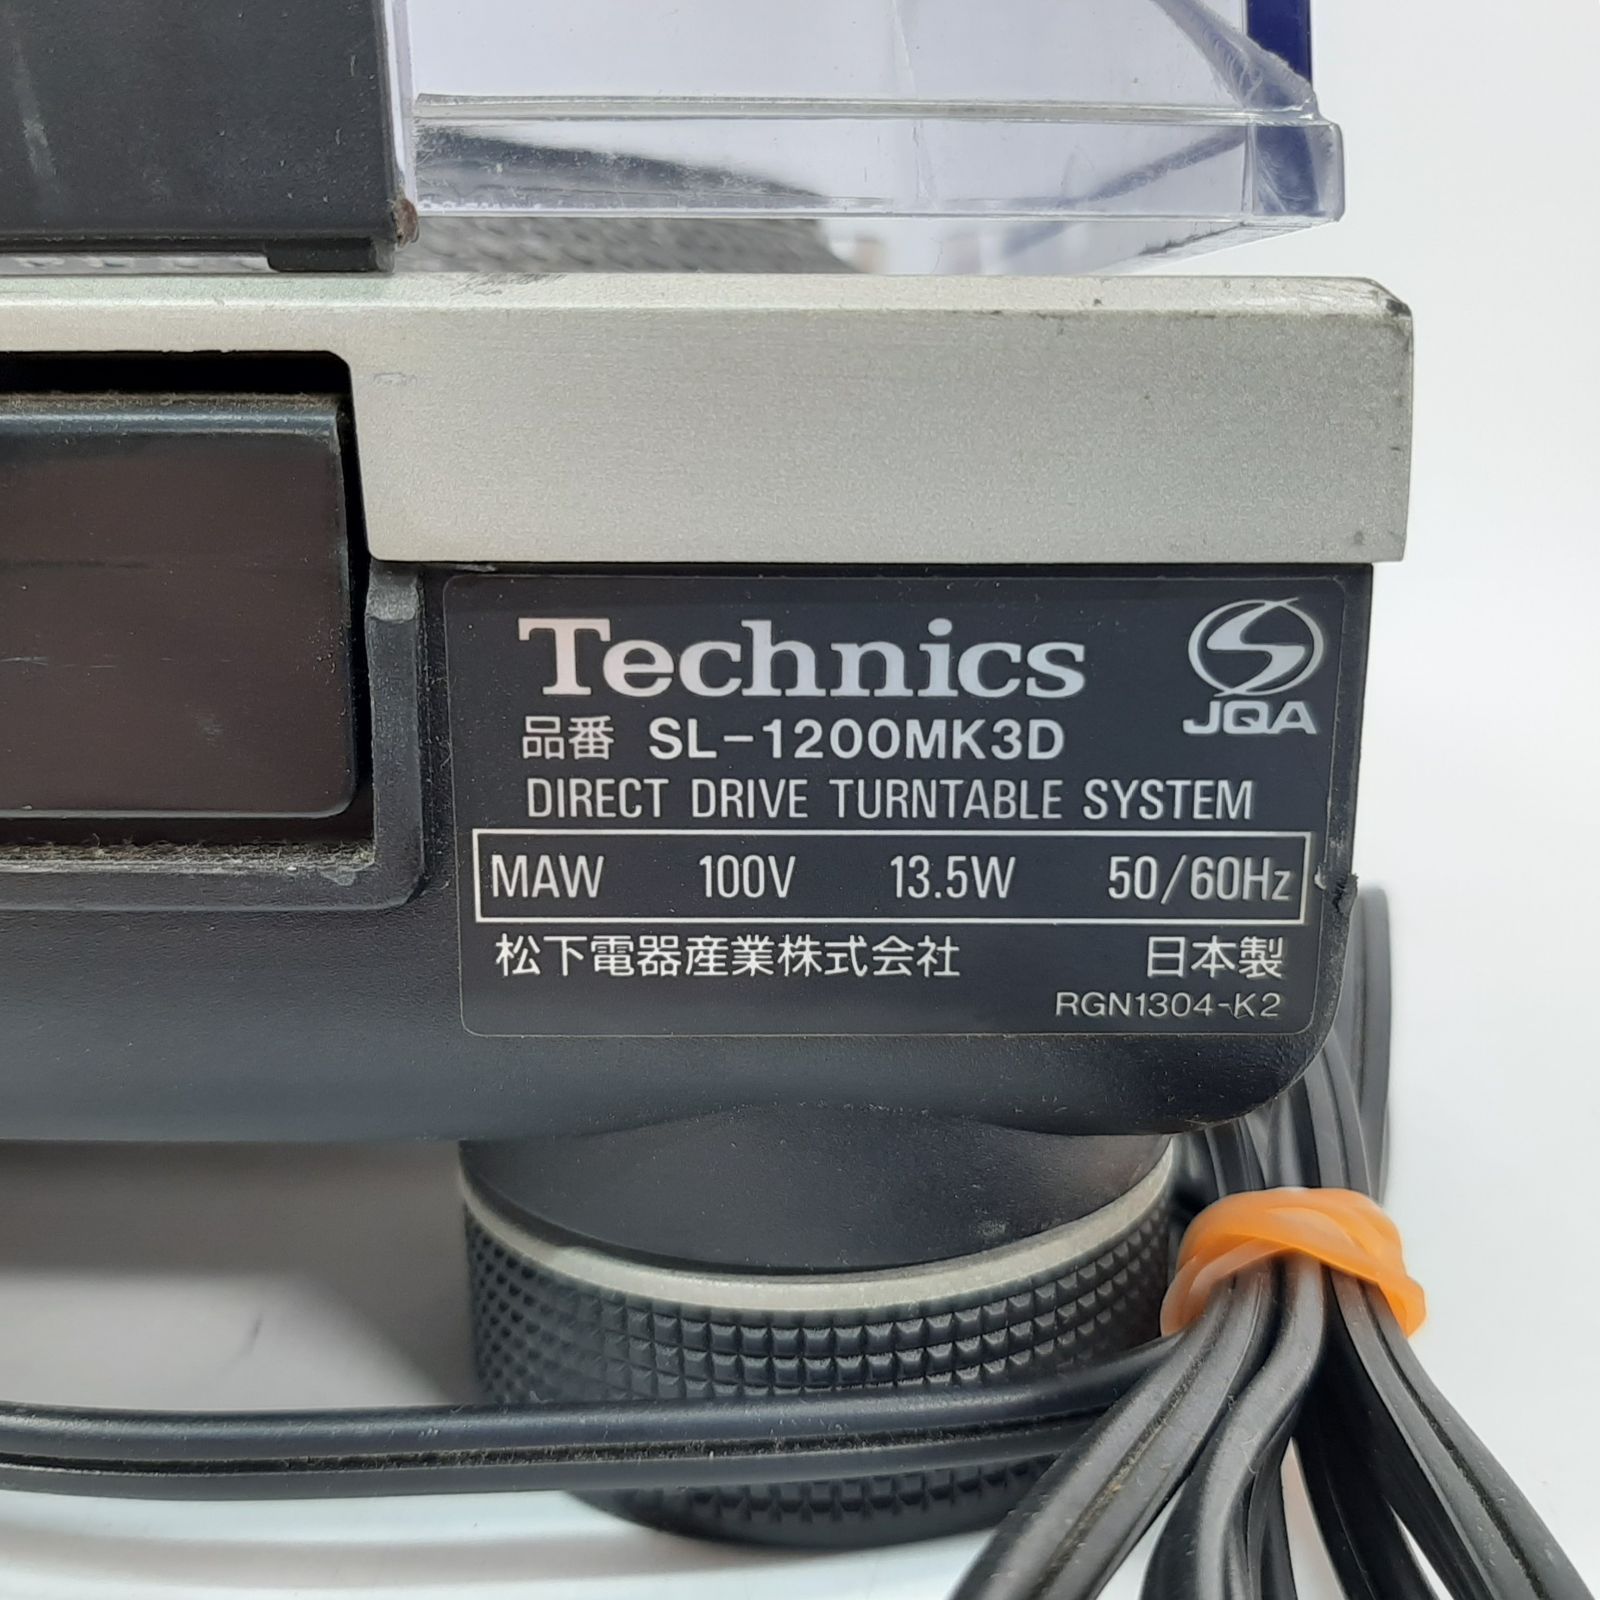 Technics
JQA
品番 SL-1200MK3D
DIRECT DRIVE TURNTABLE SYSTEM
MAW 100V 13.5W 50/60Hz
松下電器産業株式会社 日本製
RGN1304-K2